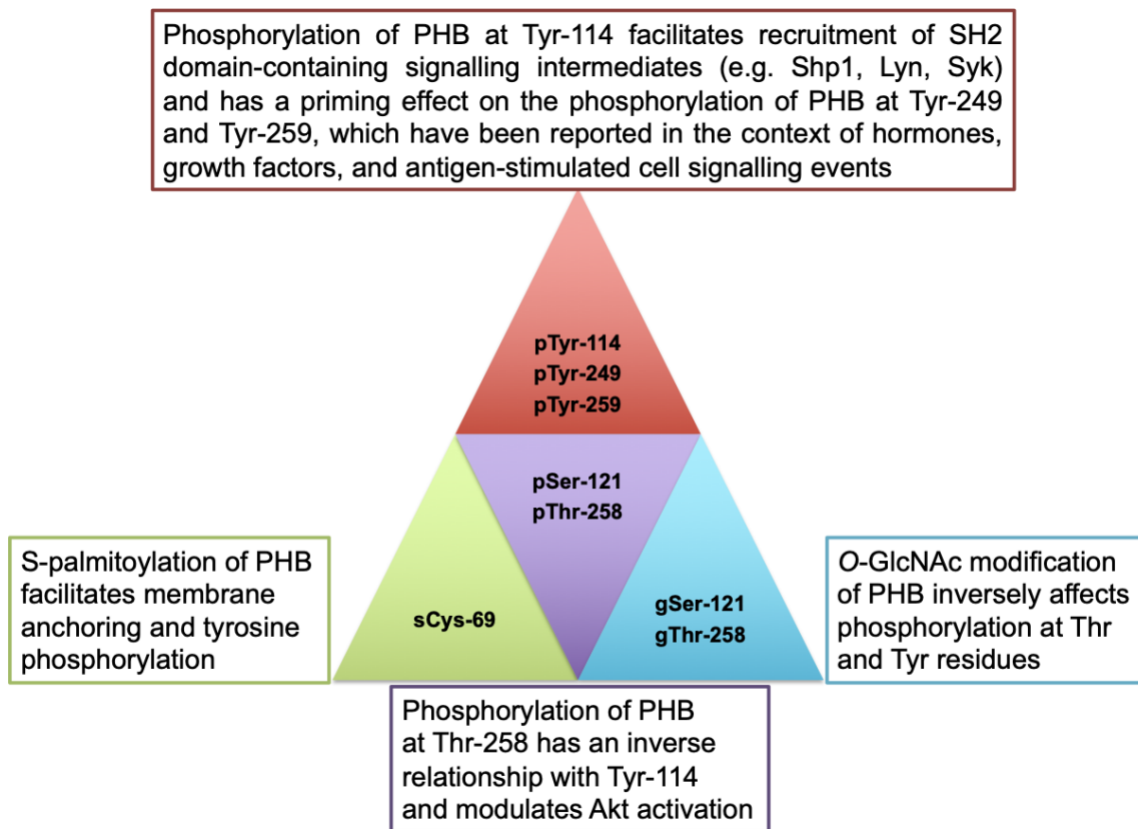 Phosphorylation of PHB at Tyr-114 facilitates recruitment of SH2
domain-containing signalling intermediates (e.g. Shp1, Lyn, Syk)
and has a priming effect on the phosphorylation of PHB at Tyr-249
and Tyr-259, which have been reported in the context of hormones,
growth factors, and antigen-stimulated cell signalling events
pTyr-114
pTyr-249
pTyr-259
pSer-121
pThr-258
S-palmitoylation of PHB
facilitates membrane
anchoring and tyrosine
phosphorylation
sCys-69
gSer-121
gThr-258
O-GlcNAc modification
of PHB inversely affects
phosphorylation at Thr
and Tyr residues
Phosphorylation of PHB
at Thr-258 has an inverse
relationship with Tyr-114
and modulates Akt activation